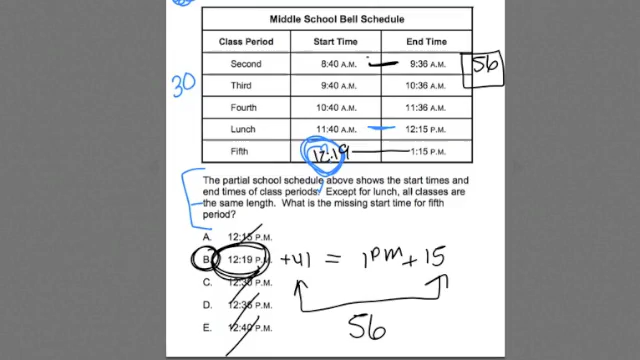 Middle School Bell Schedule
Class Period Start Time End Time
Second 8:40 A.M. 9:36 A.M. 56
30
Third 9:40 A.M. 10:36 A.M.
Fourth 10:40 A.M. 11:36 A.M.
Lunch 11:40 A.M. 12:15 P.M.
Fifth 12:19 1:15 P.M.
The partial school schedule above shows the start times and
end times of class periods. Except for lunch, all classes are
the same length. What is the missing start time for fifth
period?
A. 12:15 P.M.
B. 12:19 P.M. +41 = 1pm + 15
C. 12:30 P.M.
D. 12:36 P.M.
E. 12:40 P.M.
56